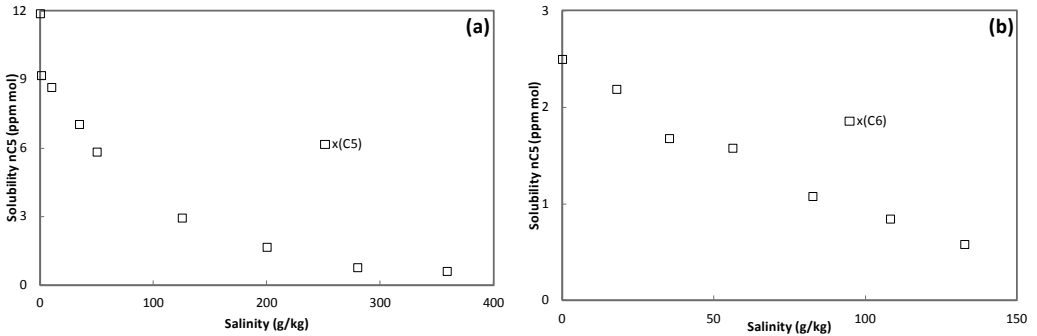 (a)
Solubility nC5 (ppm mol)
12
9
6
3
0
x(C5)
0 100 200 300 400
Salinity (g/kg)
(b)
Solubility nC5 (ppm mol)
3
2
1
0
x(C6)
0 50 100 150
Salinity (g/kg)